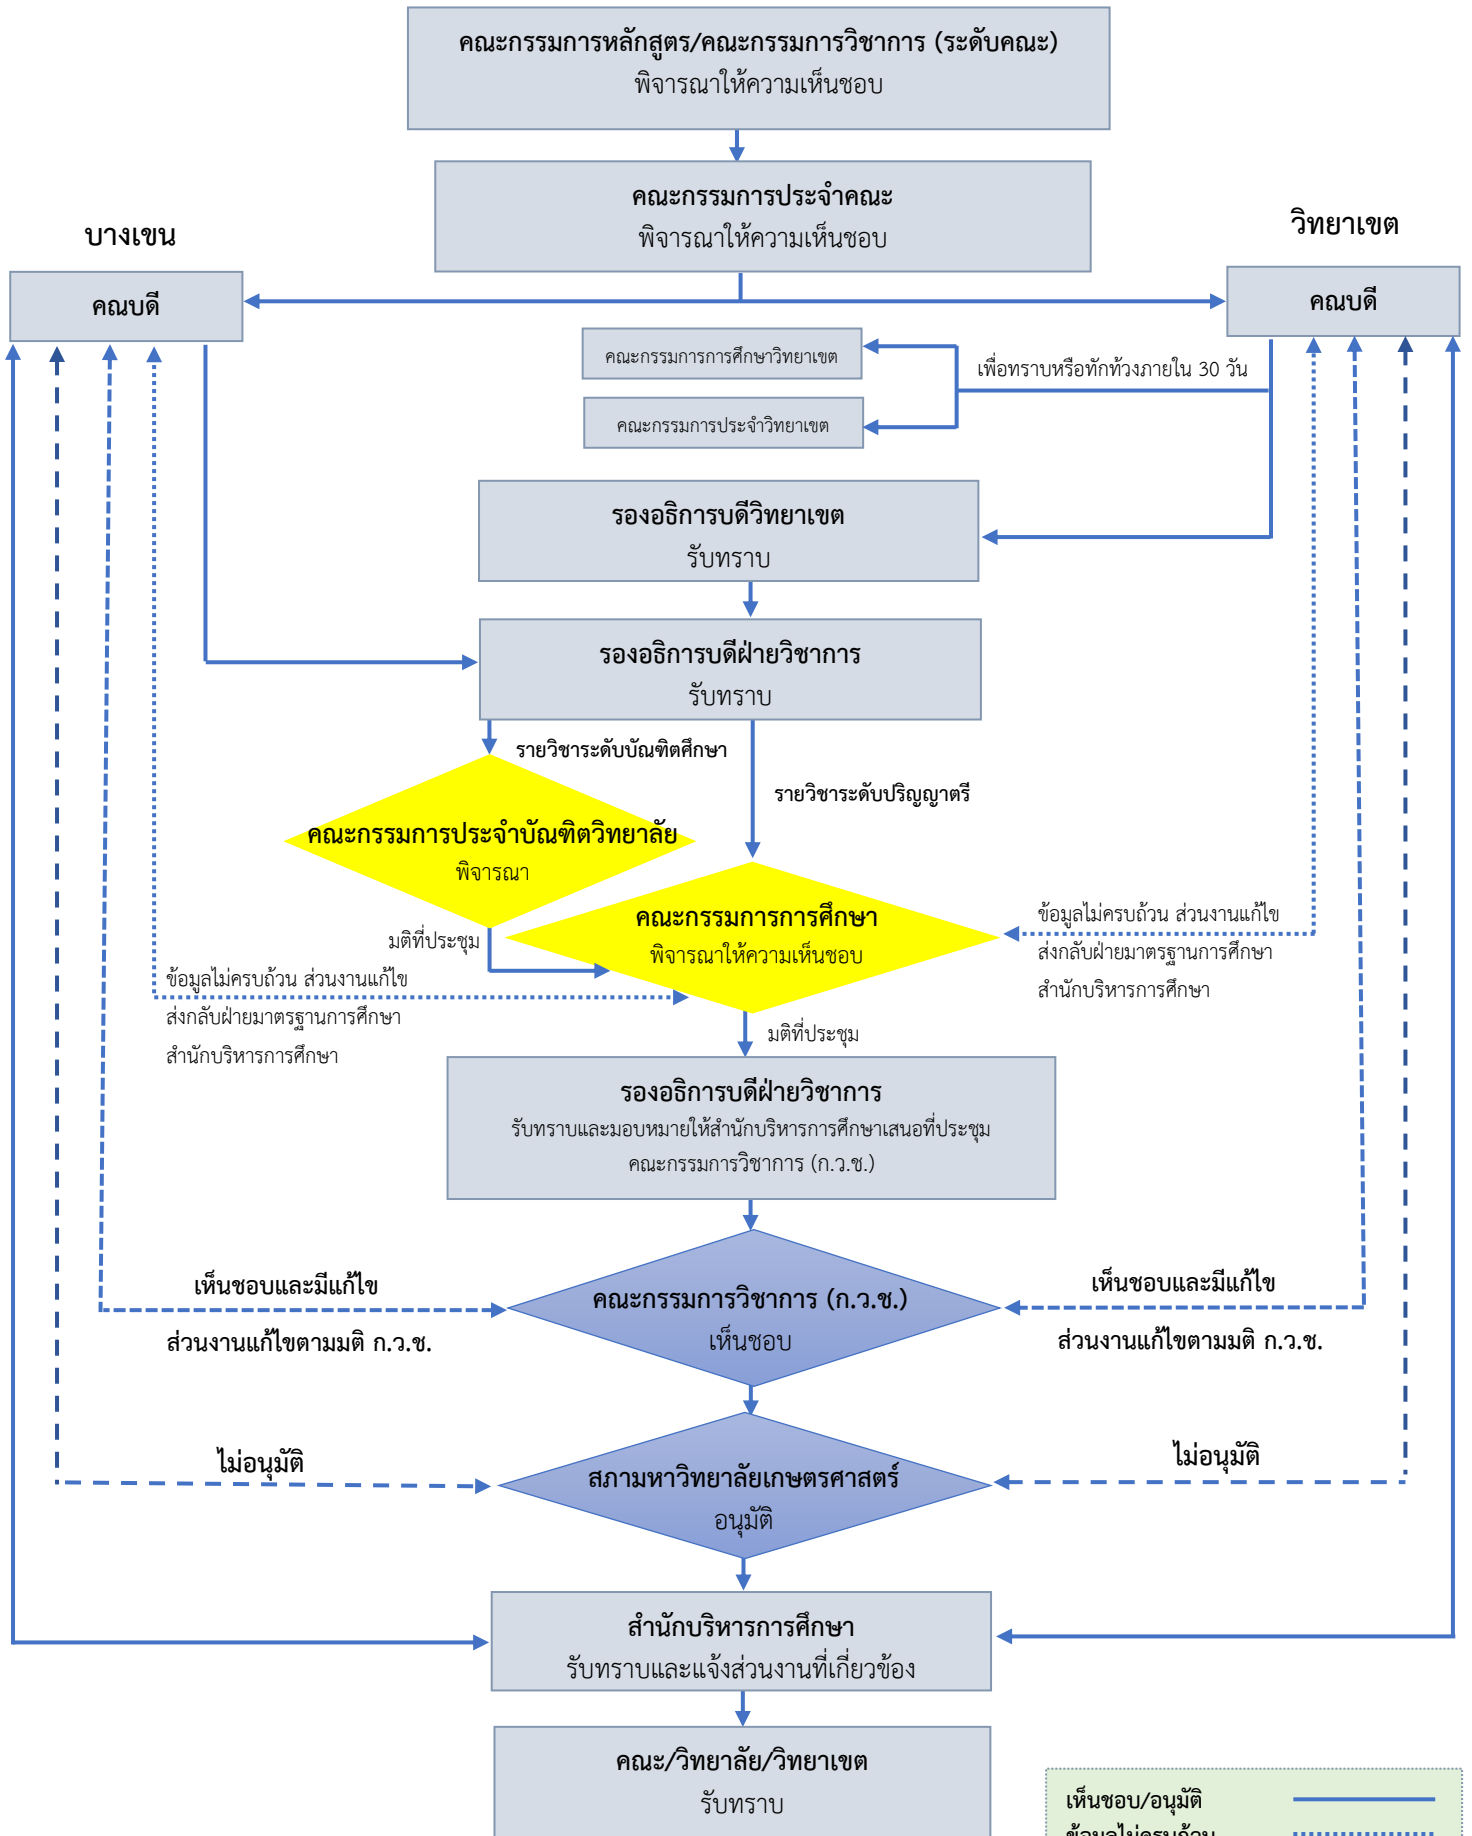 คณะกรรมการหลักสูตร/คณะกรรมการวิชาการ (ระดับคณะ)
พิจารณาให้ความเห็นชอบ
คณะกรรมการประจำคณะ
พิจารณาให้ความเห็นชอบ
บางเขน
วิทยาเขต
คณบดี
คณบดี
คณะกรรมการการศึกษาวิทยาเขต
เพื่อทราบหรือทักท้วงภายใน 30 วัน
คณะกรรมการประจำวิทยาเขต
รองอธิการบดีวิทยาเขต
รับทราบ
รองอธิการบดีฝ่ายวิชาการ
รับทราบ
รายวิชาระดับบัณฑิตศึกษา
รายวิชาระดับปริญญาตรี
คณะกรรมการประจำบัณฑิตวิทยาลัย
พิจารณา
มติที่ประชุม
คณะกรรมการการศึกษา
พิจารณาให้ความเห็นชอบ
ข้อมูลไม่ครบถ้วน ส่วนงานแก้ไข
ส่งกลับฝ่ายมาตรฐานการศึกษา
สำนักบริหารการศึกษา
ข้อมูลไม่ครบถ้วน ส่วนงานแก้ไข
ส่งกลับฝ่ายมาตรฐานการศึกษา
สำนักบริหารการศึกษา
มติที่ประชุม
รองอธิการบดีฝ่ายวิชาการ
รับทราบและมอบหมายให้สำนักบริหารการศึกษาเสนอที่ประชุม
คณะกรรมการวิชาการ (ก.ว.ช.)
เห็นชอบและมีแก้ไข
ส่วนงานแก้ไขตามมติ ก.ว.ช.
คณะกรรมการวิชาการ (ก.ว.ช.)
เห็นชอบ
เห็นชอบและมีแก้ไข
ส่วนงานแก้ไขตามมติ ก.ว.ช.
ไม่อนุมัติ
สภามหาวิทยาลัยเกษตรศาสตร์
อนุมัติ
ไม่อนุมัติ
สำนักบริหารการศึกษา
รับทราบและแจ้งส่วนงานที่เกี่ยวข้อง
คณะ/วิทยาลัย/วิทยาเขต
รับทราบ
เห็นชอบ/อนุมัติ
ข้อมูลไม่ครบถ้วน